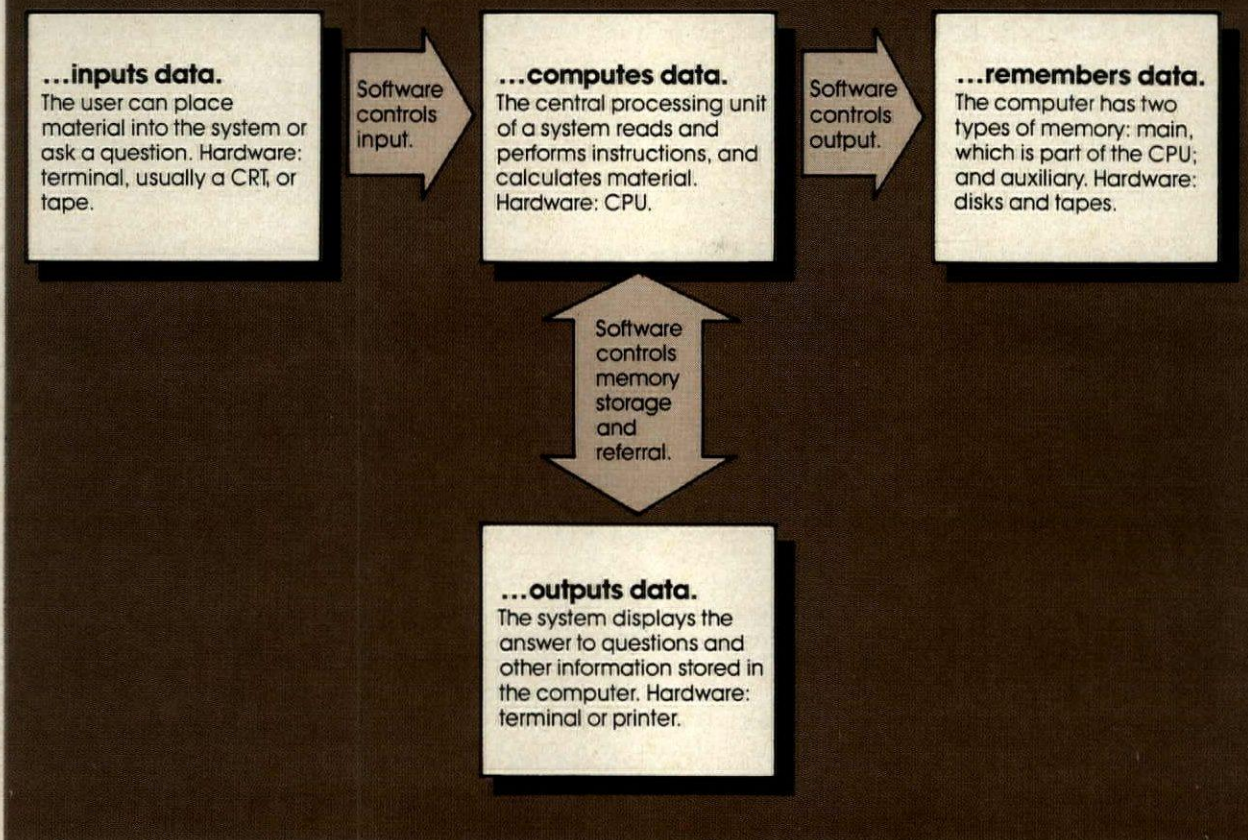 ...inputs data.
The user can place
material into the system or
ask a question. Hardware:
terminal, usually a CRT, or
tape.
Software
controls
input.
...computes data.
The central processing unit
of a system reads and
performs instructions, and
calculates material.
Hardware: CPU.
Software
controls
output.
...remembers data.
The computer has two
types of memory: main,
which is part of the CPU;
and auxiliary. Hardware:
disks and tapes.
Software
controls
memory
storage
and
referral.
...outputs data.
The system displays the
answer to questions and
other information stored in
the computer. Hardware:
terminal or printer.